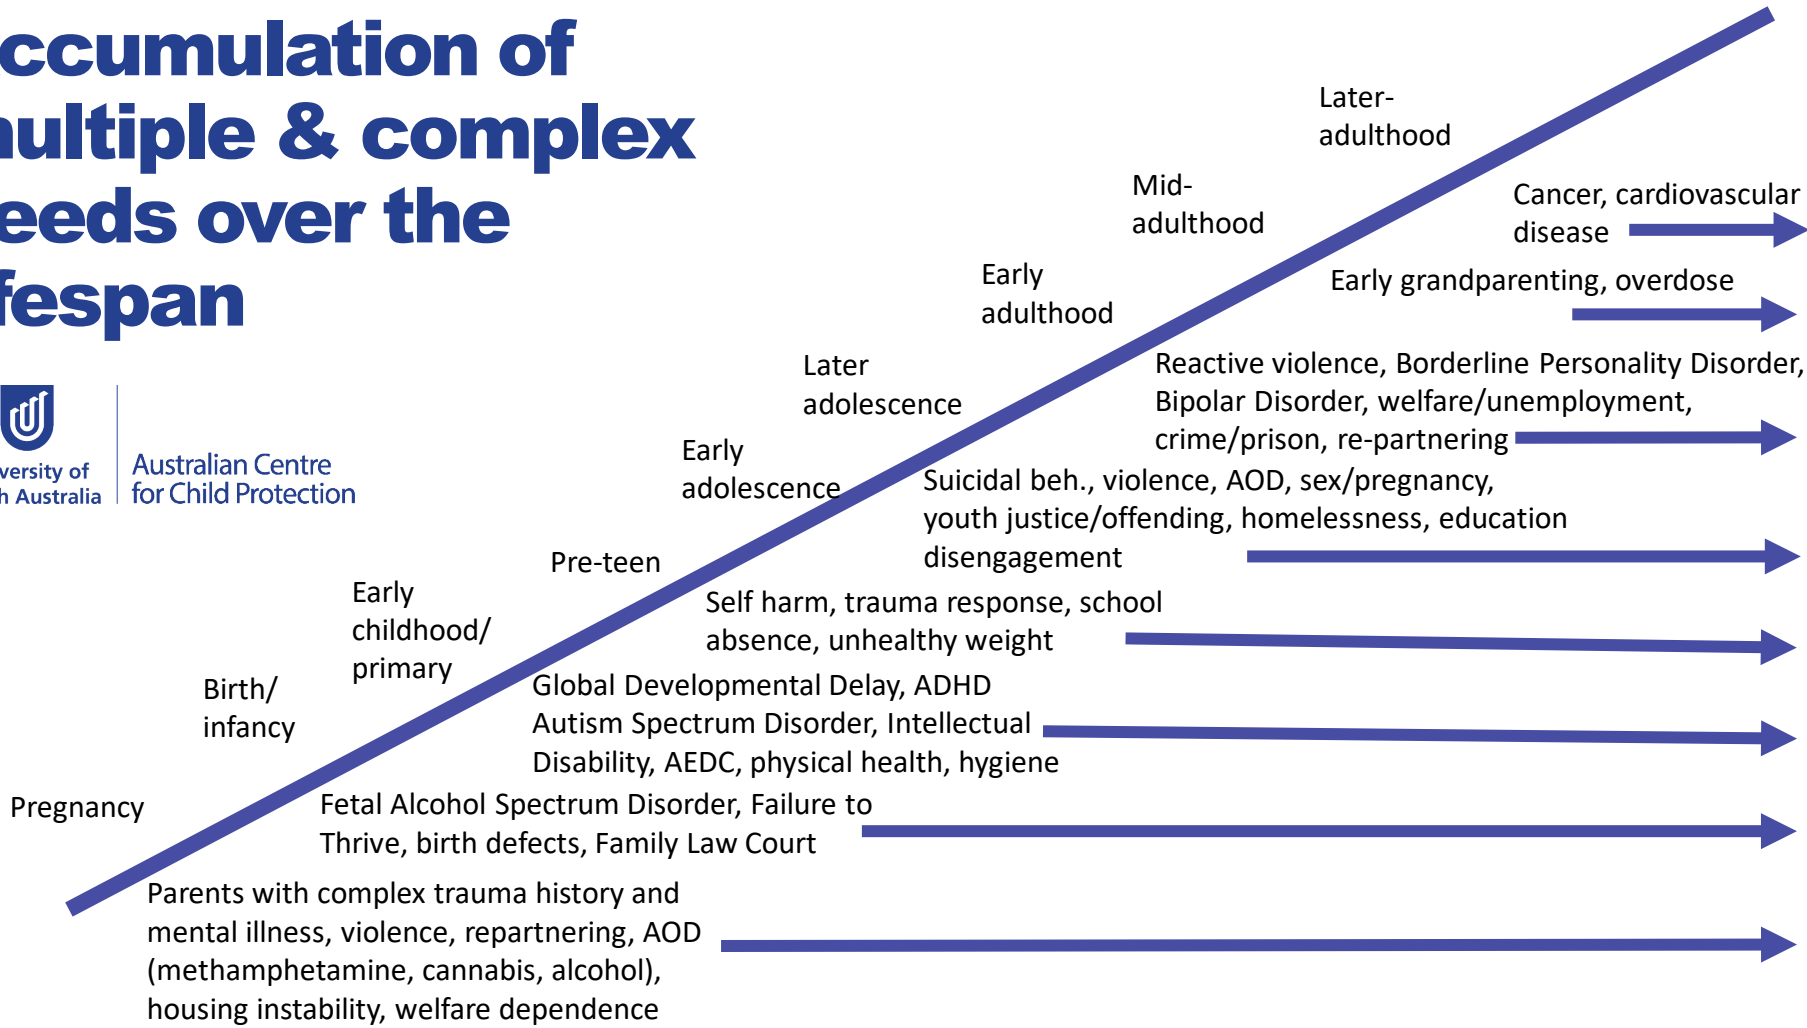 ccumulation of
nultiple & complex
eeds over the
fespan
versity of
h Australia
Australian Centre
for Child Protection
Later-
adulthood
Mid-
adulthood
Early
adulthood
Later
adolescence
Early
adolescence
Pre-teen
Early
childhood/
primary
Birth/
infancy
Pregnancy
Cancer, cardiovascular
disease
Early grandparenting, overdose
Reactive violence, Borderline Personality Disorder,
Bipolar Disorder, welfare/unemployment,
crime/prison, re-partnering
Suicidal beh., violence, AOD, sex/pregnancy,
youth justice/offending, homelessness, education
disengagement
Self harm, trauma response, school
absence, unhealthy weight
Global Developmental Delay, ADHD
Autism Spectrum Disorder, Intellectual
Disability, AEDC, physical health, hygiene
Fetal Alcohol Spectrum Disorder, Failure to
Thrive, birth defects, Family Law Court
Parents with complex trauma history and
mental illness, violence, repartnering, AOD
(methamphetamine, cannabis, alcohol),
housing instability, welfare dependence